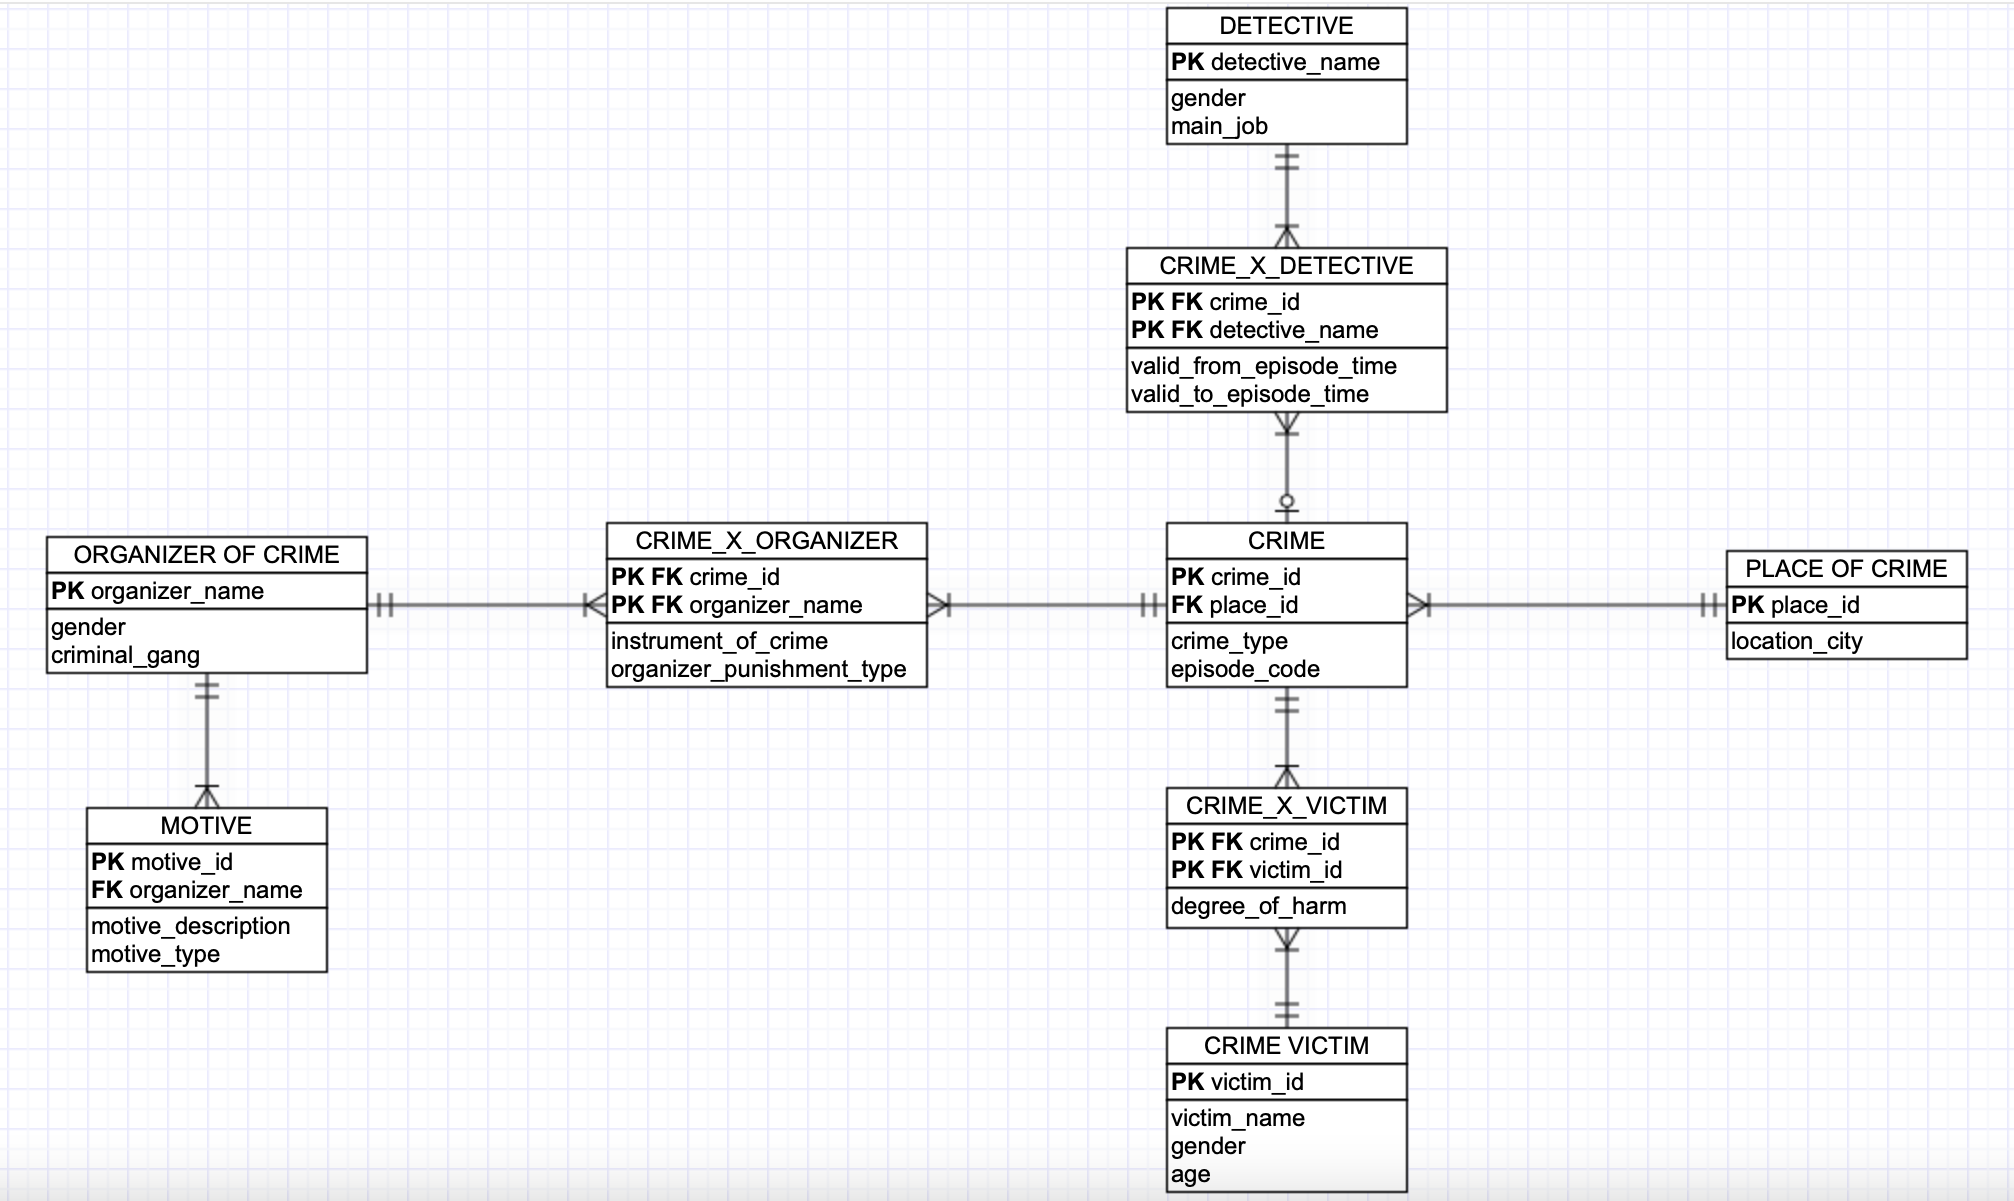 DETECTIVE
PK detective_name
gender
main_job
CRIME_X_DETECTIVE
PK FK crime_id
PK FK detective_name
valid_from_episode_time
valid_to_episode_time
ORGANIZER OF CRIME
PK organizer_name
gender
criminal_gang
CRIME_X_ORGANIZER
PK FK crime_id
PK FK organizer_name
instrument_of_crime
organizer_punishment_type
CRIME
PK crime_id
FK place_id
crime_type
episode_code
PLACE OF CRIME
PK place_id
location_city
MOTIVE
PK motive_id
FK organizer_name
motive_description
motive_type
CRIME_X_VICTIM
PK FK crime_id
PK FK victim_id
degree_of_harm
CRIME VICTIM
PK victim_id
victim_name
gender
age